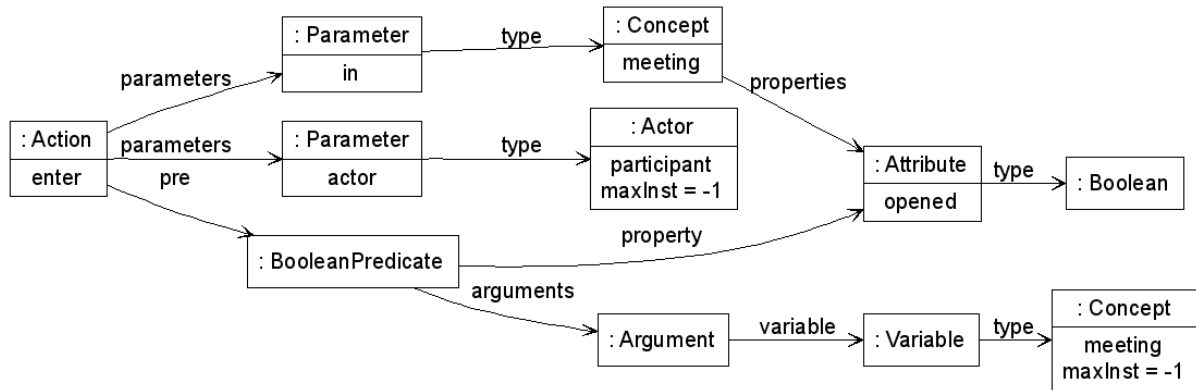 : Parameter
in
type
: Concept
meeting
parameters
properties
: Action
enter
parameters
: Parameter
actor
type
: Actor
participant
maxInst = -1
: Attribute
opened
type
: Boolean
pre
: BooleanPredicate
property
arguments
: Argument
variable
: Variable
type
: Concept
meeting
maxInst = -1